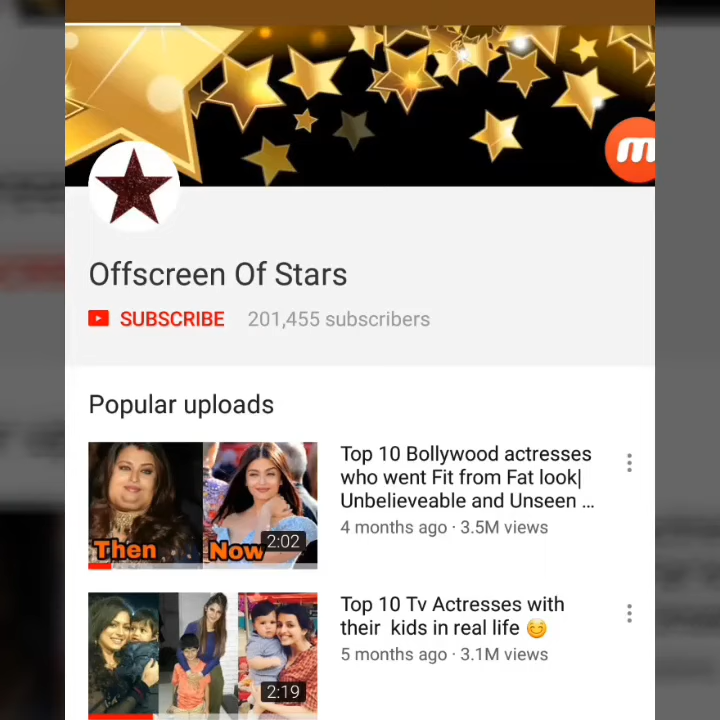 m
Offscreen Of Stars
SUBSCRIBE 201,455 subscribers
Popular uploads
Top 10 Bollywood actresses
who went Fit from Fat look|
Unbelieveable and Unseen ...
4 months ago · 3.5M views
Then Now 2:02
Top 10 Tv Actresses with
their kids in real life 😊
5 months ago · 3.1M views
2:19